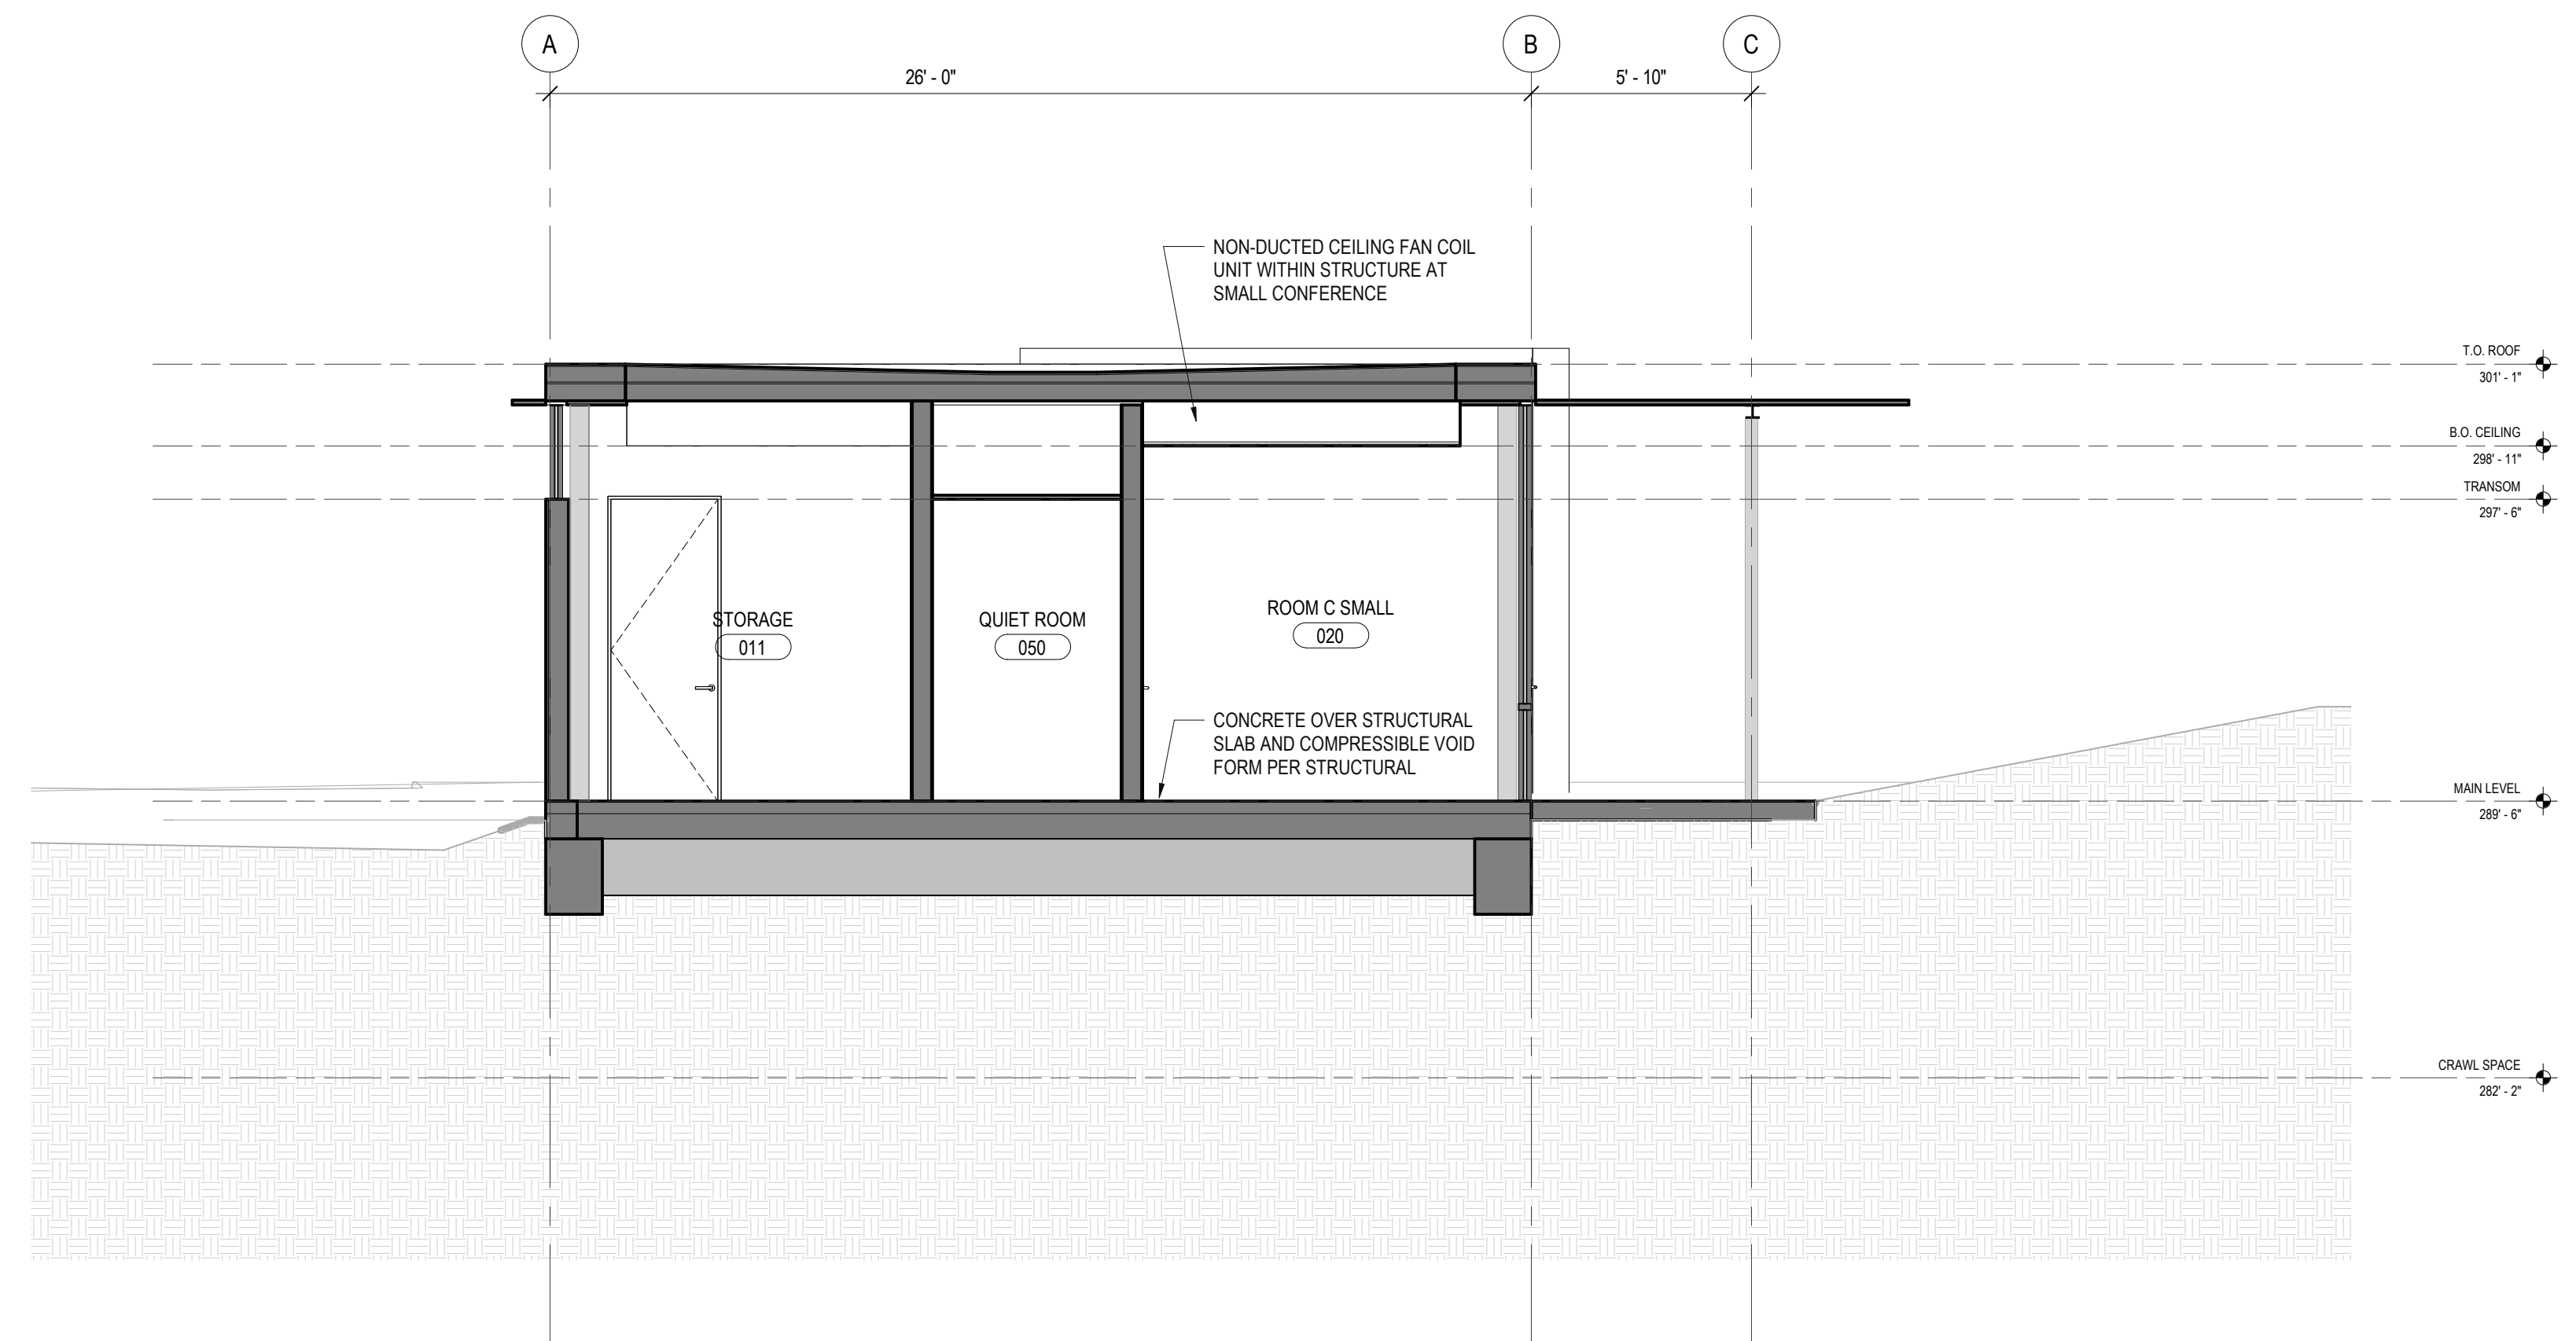 A
B
C
26' - 0"
5' - 10"
NON-DUCTED CEILING FAN COIL
UNIT WITHIN STRUCTURE AT
SMALL CONFERENCE
T.O. ROOF
301' - 1"
B.O. CEILING
298' - 11"
TRANSOM
297' - 6"
STORAGE
011
QUIET ROOM
050
ROOM C SMALL
020
CONCRETE OVER STRUCTURAL
SLAB AND COMPRESSIBLE VOID
FORM PER STRUCTURAL
MAIN LEVEL
289' - 6"
CRAWL SPACE
282' - 2"